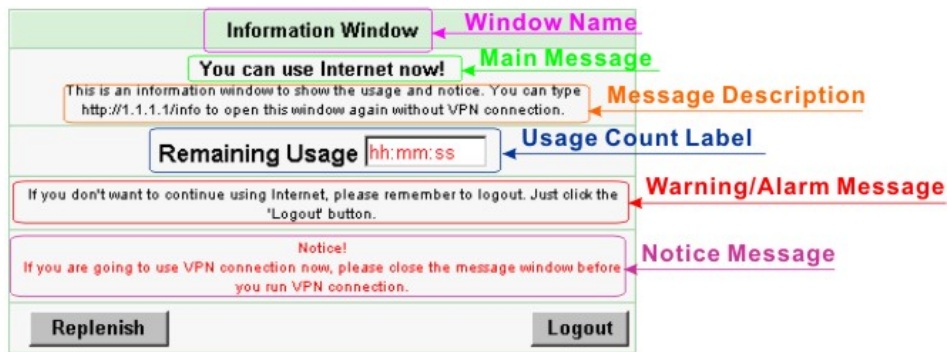 Information Window
Window Name
You can use Internet now!
Main Message
This is an information window to show the usage and notice. You can type
http://1.1.1.1/info to open this window again without VPN connection.
Message Description
Remaining Usage hh:mm:ss
Usage Count Label
If you don't want to continue using Internet, please remember to logout. Just click the
'Logout' button.
Warning/Alarm Message
Notice!
If you are going to use VPN connection now, please close the message window before
you run VPN connection.
Notice Message
Replenish
Logout